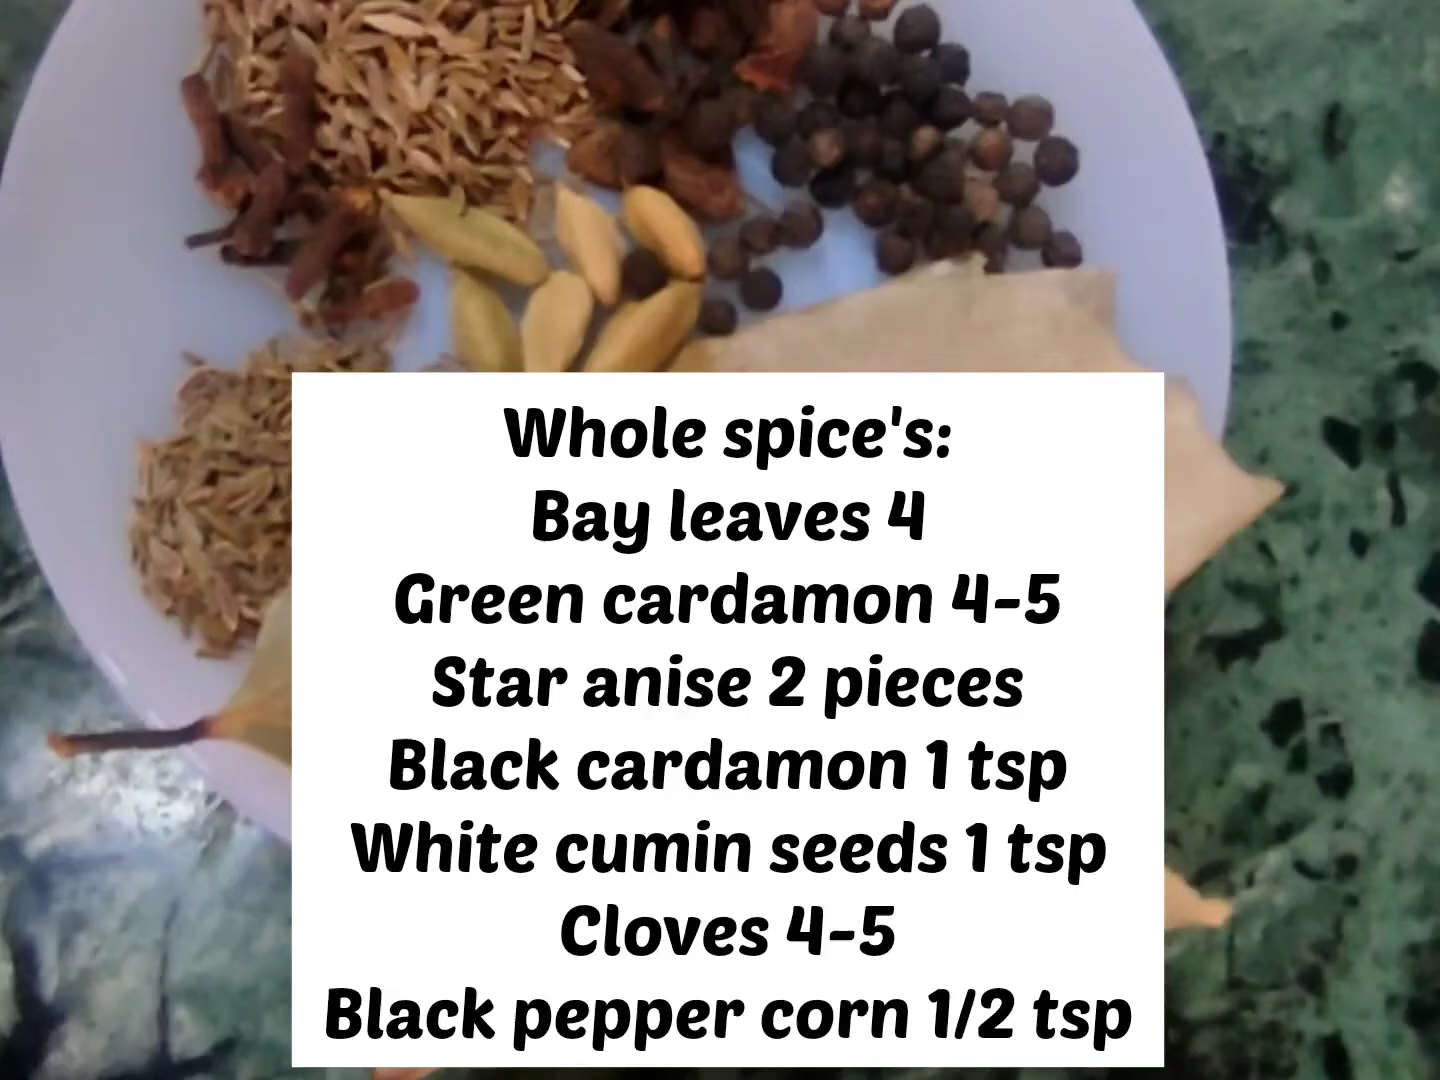 Whole spice's:
Bay leaves 4
Green cardamon 4-5
Star anise 2 pieces
Black cardamon 1 tsp
White cumin seeds 1 tsp
Cloves 4-5
Black pepper corn 1/2 tsp